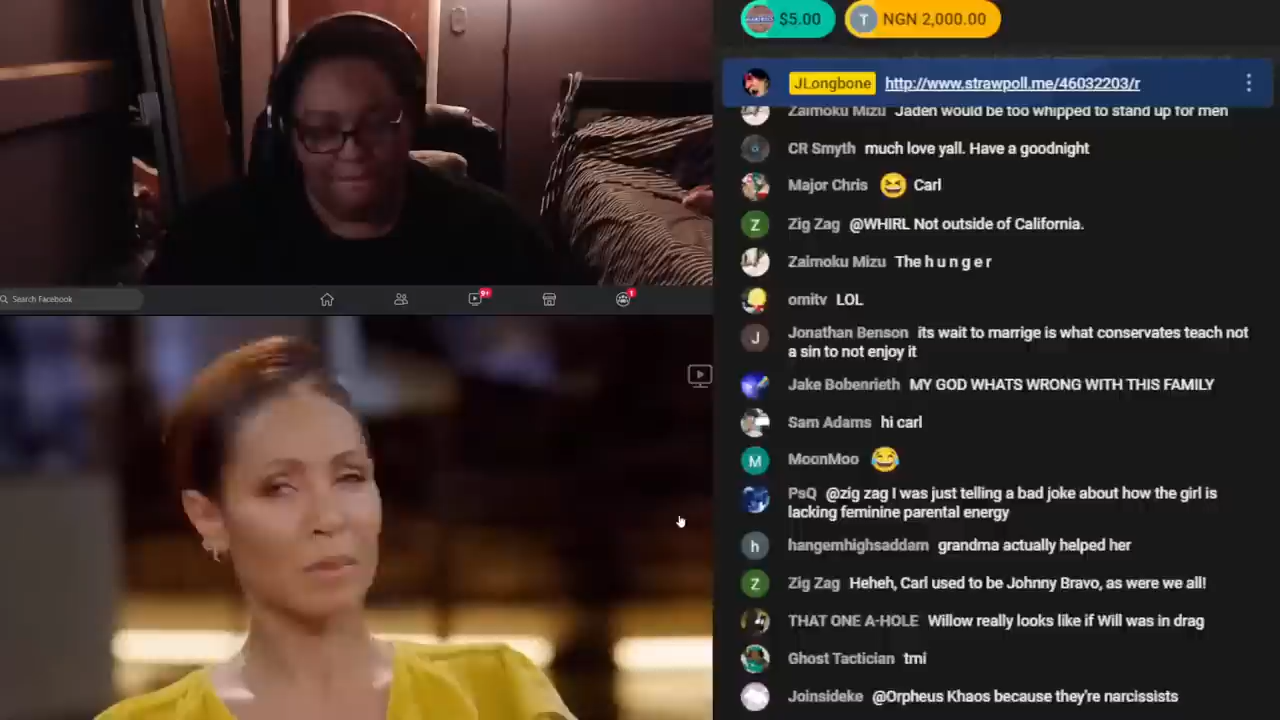 $5.00
T NGN 2,000.00
JLongbone http://www.strawpoll.me/46032203/r
Zaimoku Mizu Jaden would be too whipped to stand up for men
CR Smyth much love yall. Have a goodnight
Major Chris 😆 Carl
Z Zig Zag @WHIRL Not outside of California.
Zaimoku Mizu The h u n g e r
omitv LOL
J Jonathan Benson its wait to marrige is what conservates teach not
a sin to not enjoy it
Jake Bobenrieth MY GOD WHATS WRONG WITH THIS FAMILY
Sam Adams hi carl
M MoonMoo 😂
PsQ @zig zag I was just telling a bad joke about how the girl is
lacking feminine parental energy
h hangemhighsaddam grandma actually helped her
Z Zig Zag Heheh, Carl used to be Johnny Bravo, as were we all!
THAT ONE A-HOLE Willow really looks like if Will was in drag
Ghost Tactician tmi
Joinsideke @Orpheus Khaos because they're narcissists
Search Facebook
9+
1